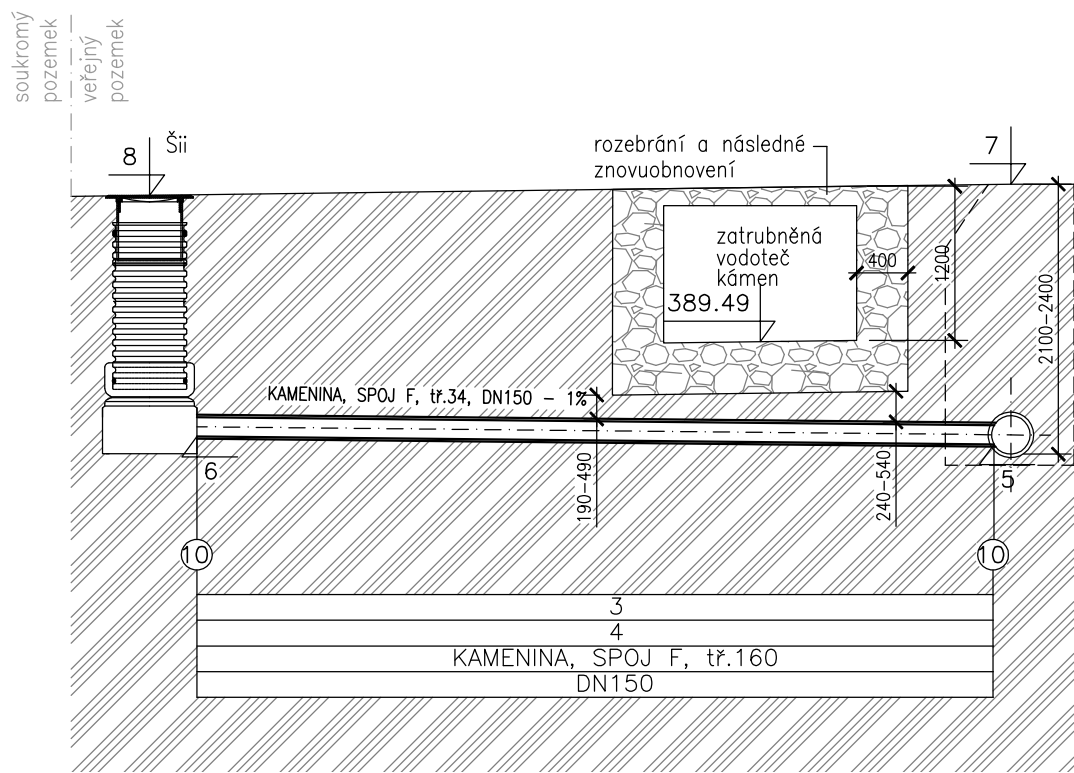 soukromý
pozemek
veřejný
pozemek
8
Šii
rozebrání a následné
znovuobnovení
7
zatrubněná
vodoteč
kámen
389.49
400
1200
2100-2400
KAMENINA, SPOJ F, tř.34, DN150 - 1%
6
5
190-490
240-540
10
10
3
4
KAMENINA, SPOJ F, tř.160
DN150